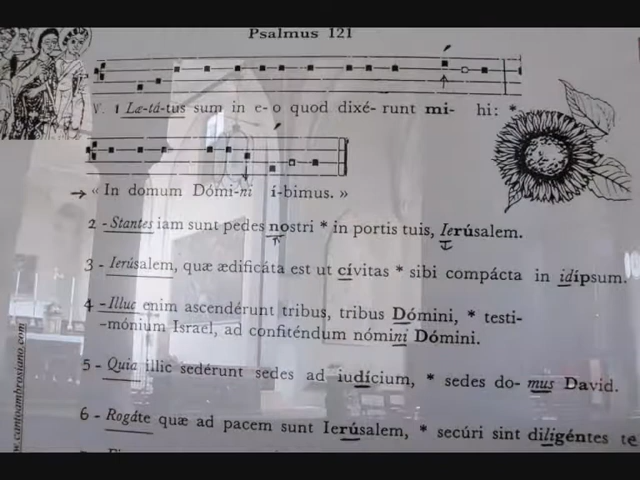 Psalmus 121
V. 1 Læ-tá-tus sum in e-o quod dixé-runt mi- hi: *
→ « In domum Dómi-ni í-bimus. »
2 - Stantes iam sunt pedes nostri * in portis tuis, Ierúsalem.
3 - Ierúsalem, quæ ædificáta est ut cívitas * sibi compácta in idípsum.
4 - Illuc enim ascendérunt tribus, tribus Dómini, * testi-
-mónium Israel, ad confiténdum nómini Dómini.
5 - Quia illic sedérunt sedes ad iudícium, * sedes do- mus David.
6 - Rogáte quæ ad pacem sunt Ierúsalem, * secúri sint diligéntes te
www.cantoambrosiano.com